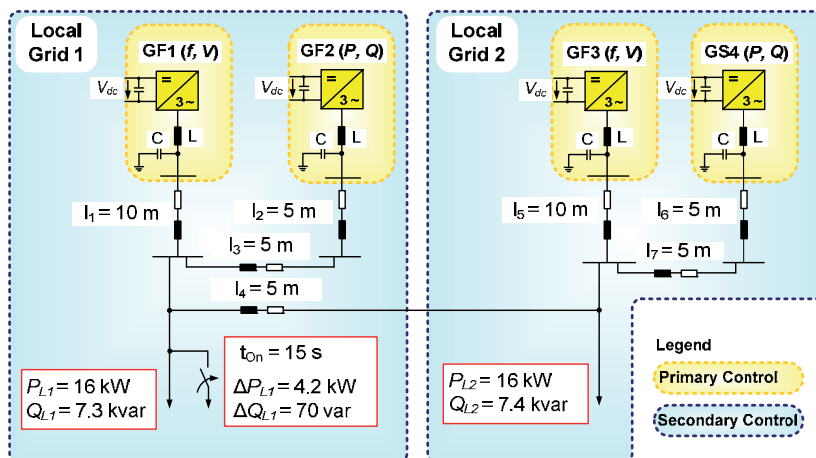 Local
Grid 1
GF1 (f, V)
GF2 (P, Q)
Vdc
=
3~
C
L
Vdc
=
3~
C
L
l1 = 10 m
l2 = 5 m
l3 = 5 m
l4 = 5 m
PL1 = 16 kW
QL1 = 7.3 kvar
tOn = 15 s
ΔPL1 = 4.2 kW
ΔQL1 = 70 var
Local
Grid 2
GF3 (f, V)
GS4 (P, Q)
Vdc
=
3~
C
L
Vdc
=
3~
C
L
l5 = 10 m
l6 = 5 m
l7 = 5 m
PL2 = 16 kW
QL2 = 7.4 kvar
Legend
Primary Control
Secondary Control